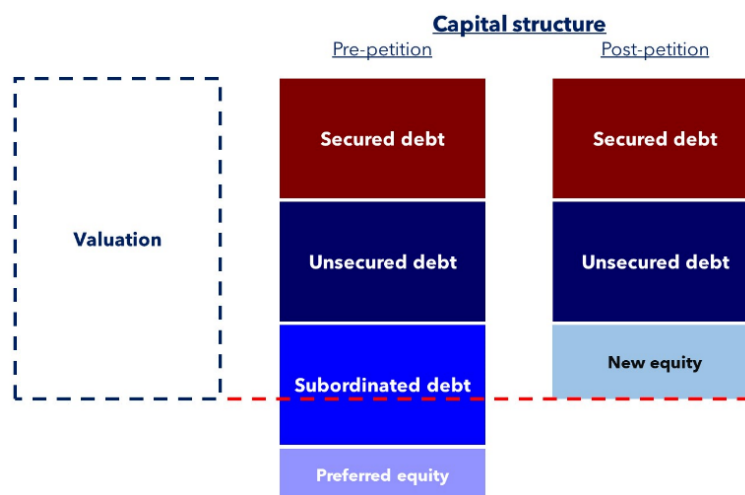 Capital structure
Pre-petition
Post-petition
Valuation
Secured debt
Secured debt
Unsecured debt
Unsecured debt
Subordinated debt
New equity
Preferred equity